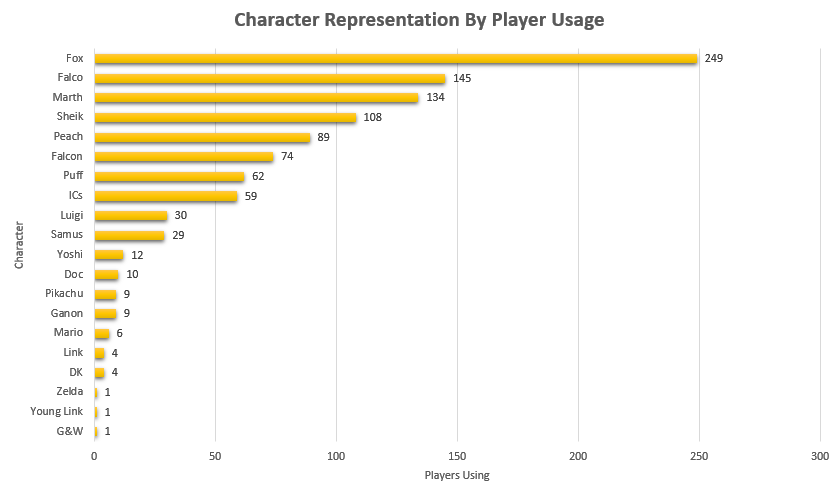 Character Representation By Player Usage
Character
Fox 249
Falco 145
Marth 134
Sheik 108
Peach 89
Falcon 74
Puff 62
ICs 59
Luigi 30
Samus 29
Yoshi 12
Doc 10
Pikachu 9
Ganon 9
Mario 6
Link 4
DK 4
Zelda 1
Young Link 1
G&W 1
0 50 100 150 200 250 300
Players Using